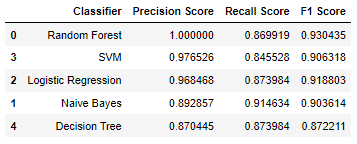 Classifier Precision Score Recall Score F1 Score
0 Random Forest 1.000000 0.869919 0.930435
3 SVM 0.976526 0.845528 0.906318
2 Logistic Regression 0.968468 0.873984 0.918803
1 Naive Bayes 0.892857 0.914634 0.903614
4 Decision Tree 0.870445 0.873984 0.872211